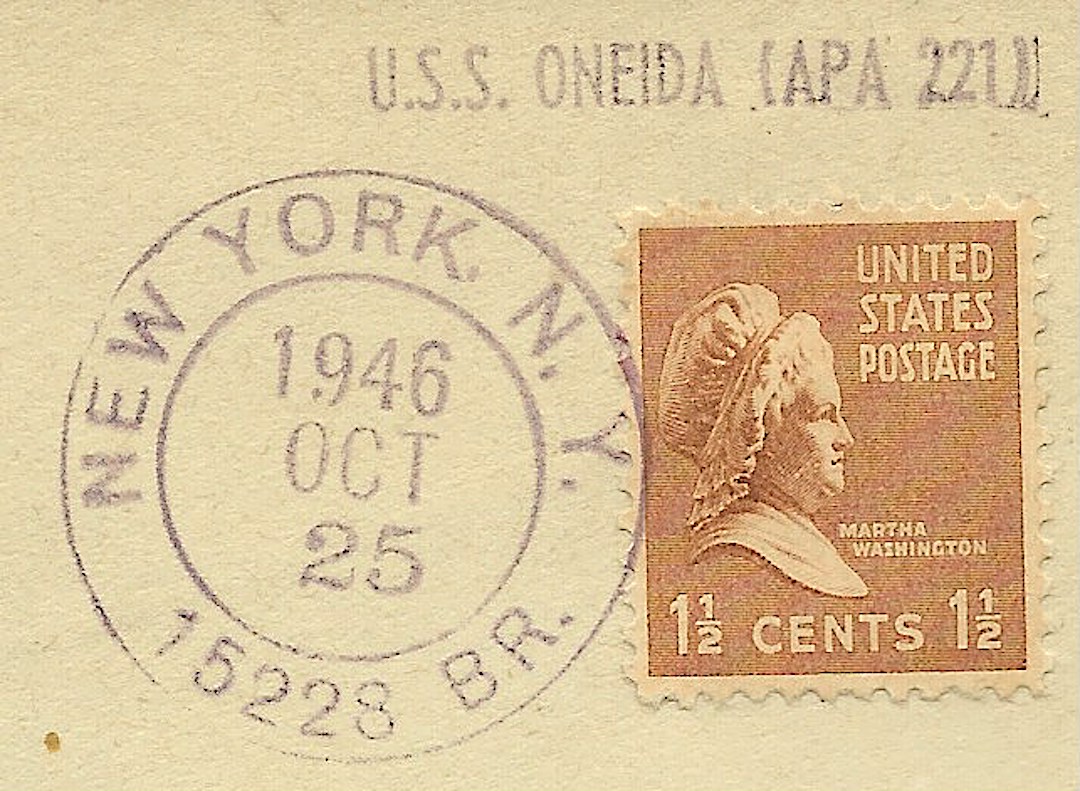 U.S.S. ONEIDA (APA 221)
NEW YORK. N.Y.
1946
OCT
25
15223 BR.
UNITED
STATES
POSTAGE
MARTHA
WASHINGTON
1½ CENTS 1½